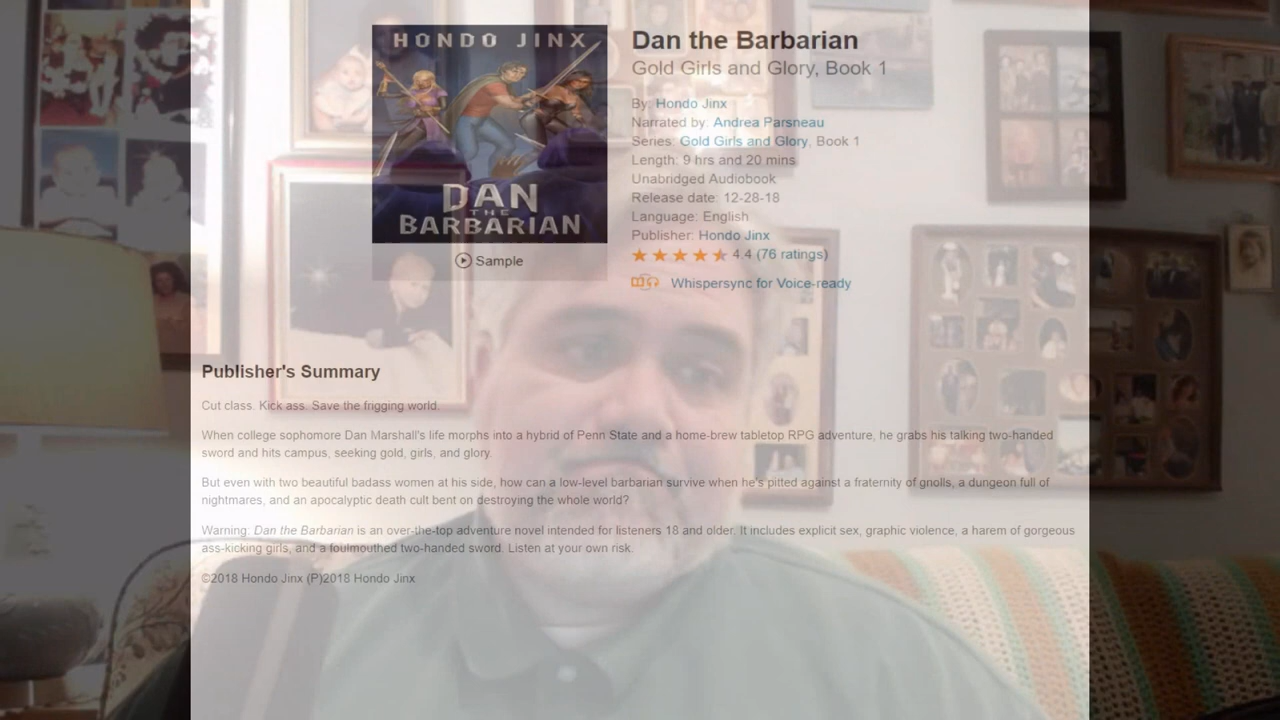 HONDO JINX
DAN
THE
BARBARIAN
Sample
Dan the Barbarian
Gold Girls and Glory, Book 1
By: Hondo Jinx
Narrated by: Andrea Parsneau
Series: Gold Girls and Glory, Book 1
Length: 9 hrs and 20 mins
Unabridged Audiobook
Release date: 12-28-18
Language: English
Publisher: Hondo Jinx
4.4 (76 ratings)
Whispersync for Voice-ready
Publisher's Summary
Cut class. Kick ass. Save the frigging world.
When college sophomore Dan Marshall's life morphs into a hybrid of Penn State and a home-brew tabletop RPG adventure, he grabs his talking two-handed
sword and hits campus, seeking gold, girls, and glory.
But even with two beautiful badass women at his side, how can a low-level barbarian survive when he's pitted against a fraternity of gnolls, a dungeon full of
nightmares, and an apocalyptic death cult bent on destroying the whole world?
Warning: Dan the Barbarian is an over-the-top adventure novel intended for listeners 18 and older. It includes explicit sex, graphic violence, a harem of gorgeous
ass-kicking girls, and a foulmouthed two-handed sword. Listen at your own risk.
©2018 Hondo Jinx (P)2018 Hondo Jinx